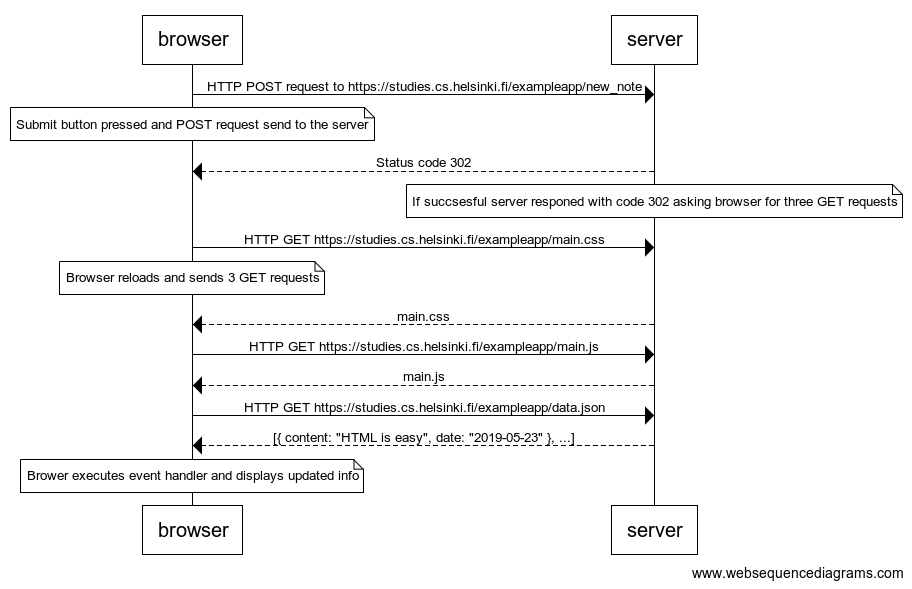 browser
server
HTTP POST request to https://studies.cs.helsinki.fi/exampleapp/new_note
Submit button pressed and POST request send to the server
Status code 302
If succsesful server responed with code 302 asking browser for three GET requests
HTTP GET https://studies.cs.helsinki.fi/exampleapp/main.css
Browser reloads and sends 3 GET requests
main.css
HTTP GET https://studies.cs.helsinki.fi/exampleapp/main.js
main.js
HTTP GET https://studies.cs.helsinki.fi/exampleapp/data.json
[{ content: "HTML is easy", date: "2019-05-23" }, ...]
Brower executes event handler and displays updated info
browser
server
www.websequencediagrams.com